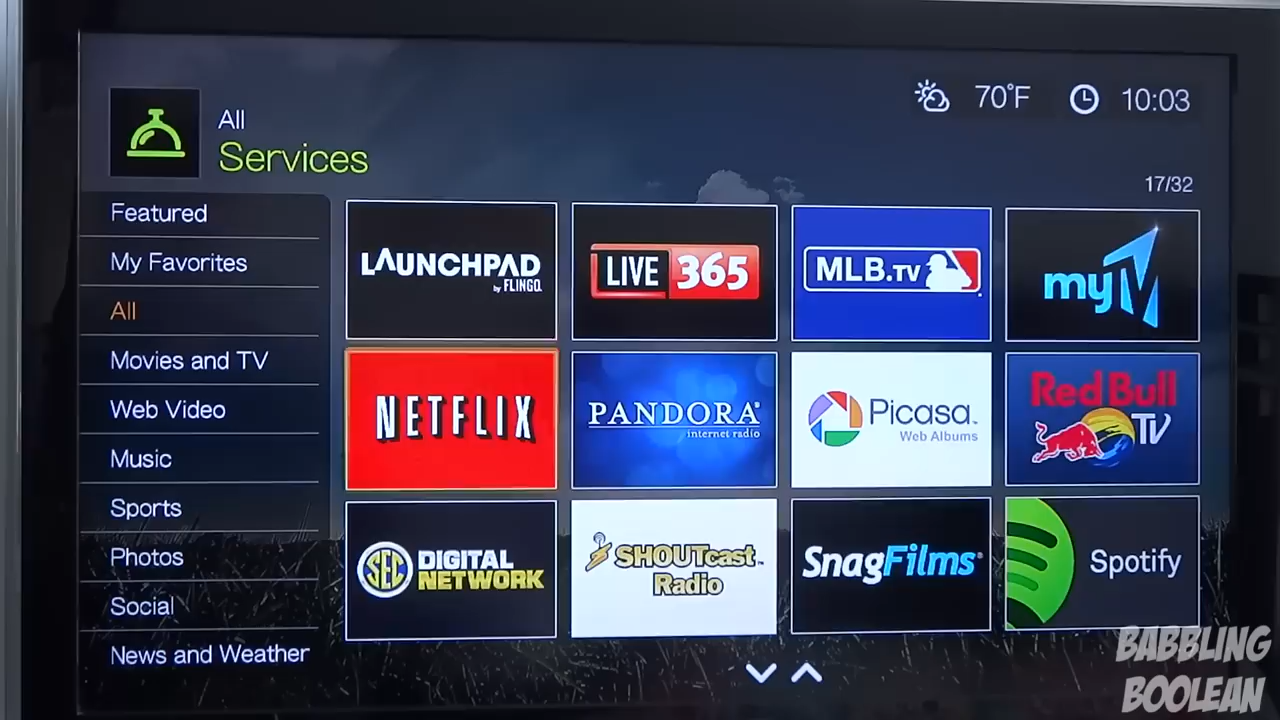 All
Services
70°F
10:03
17/32
Featured
My Favorites
All
Movies and TV
Web Video
Music
Sports
Photos
Social
News and Weather
LAUNCHPAD
by FLINGO.
LIVE 365
MLB.TV
myTV
NETFLIX
PANDORA®
internet radio
Picasa™
Web Albums
Red Bull
TV
SEC DIGITAL
NETWORK
SHOUTcast™
Radio
SnagFilms®
Spotify
BABBLING
BOOLEAN